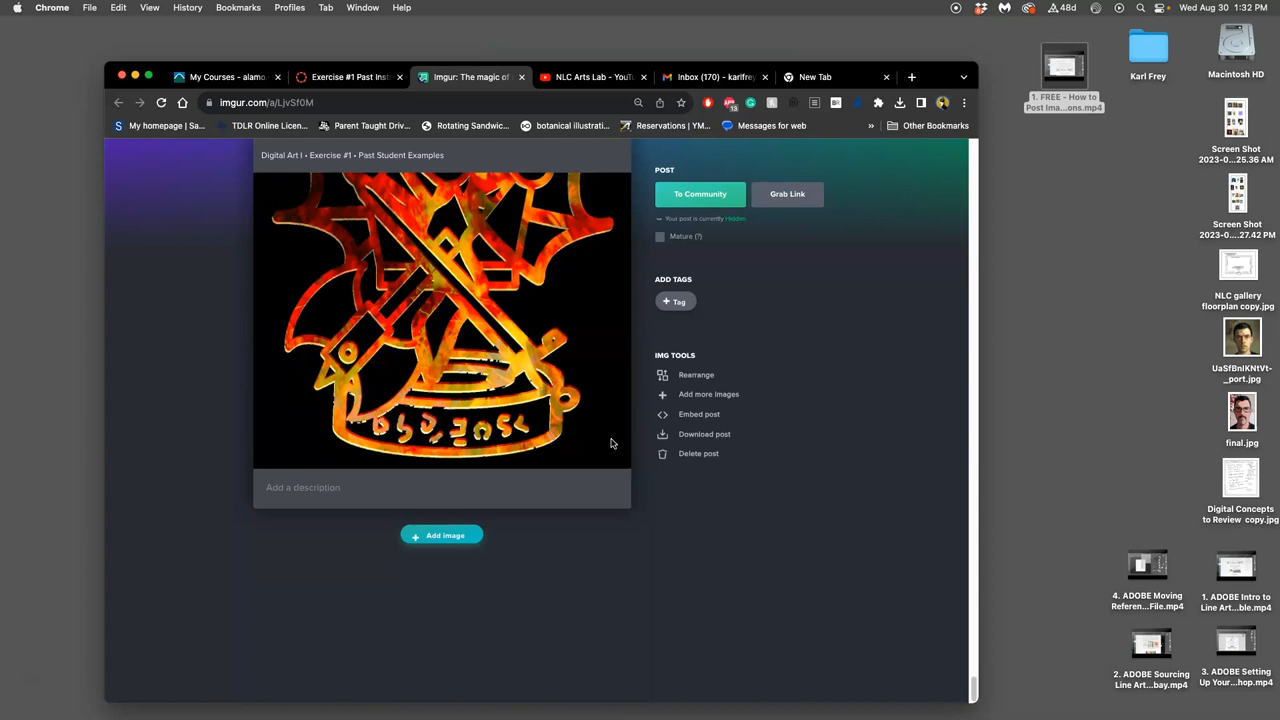 Chrome File Edit View History Bookmarks Profiles Tab Window Help 48d Wed Aug 30 1:32 PM
My Courses - alamo. Exercise #1 Past Inst Imgur: The magic of NLC Arts Lab - YouTu Inbox (170) - karlfrey New Tab
imgur.com/a/LjvSf0M
13
My homepage | Sa... TDLR Online Licen... Parent Taught Driv... Rotating Sandwic... botanical illustrati... Reservations | YM... Messages for web » Other Bookmarks
Digital Art I • Exercise #1 • Past Student Examples
POST
To Community Grab Link
Your post is currently Hidden
Mature (?)
ADD TAGS
+ Tag
IMG TOOLS
Rearrange
Add more images
Embed post
Download post
Delete post
Add a description
+ Add image
1. FREE - How to
Post Ima...ons.mp4
Karl Frey
Macintosh HD
Screen Shot
2023-0...25.36 AM
Screen Shot
2023-0....27.42 PM
NLC gallery
floorplan copy.jpg
UaSfBnIKNtVt-
_port.jpg
final.jpg
Digital Concepts
to Review copy.jpg
4. ADOBE Moving
Referen...File.mp4
1. ADOBE Intro to
Line Art...ble.mp4
2. ADOBE Sourcing
Line Art...bay.mp4
3. ADOBE Setting
Up Your...hop.mp4